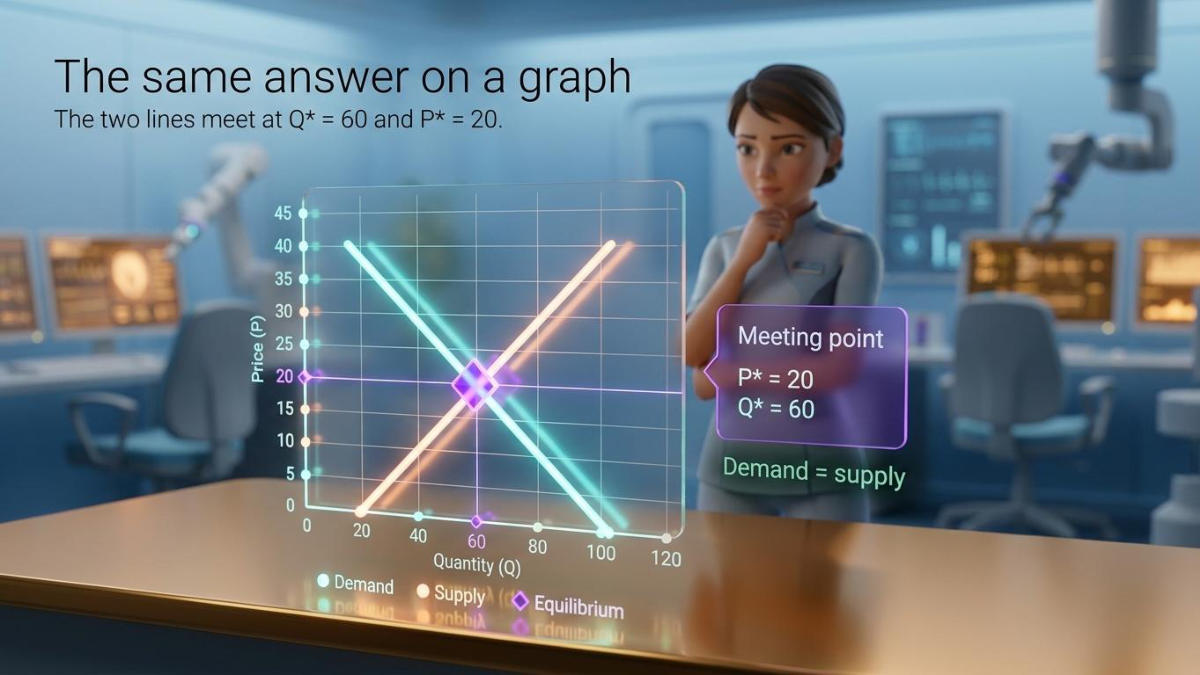 The same answer on a graph
The two lines meet at Q* = 60 and P* = 20.
45
40
35
30
25
20
15
10
5
0
Price (P)
0
20
40
60
80
100
120
Quantity (Q)
Demand
Supply
Equilibrium
Meeting point
P* = 20
Q* = 60
Demand = supply